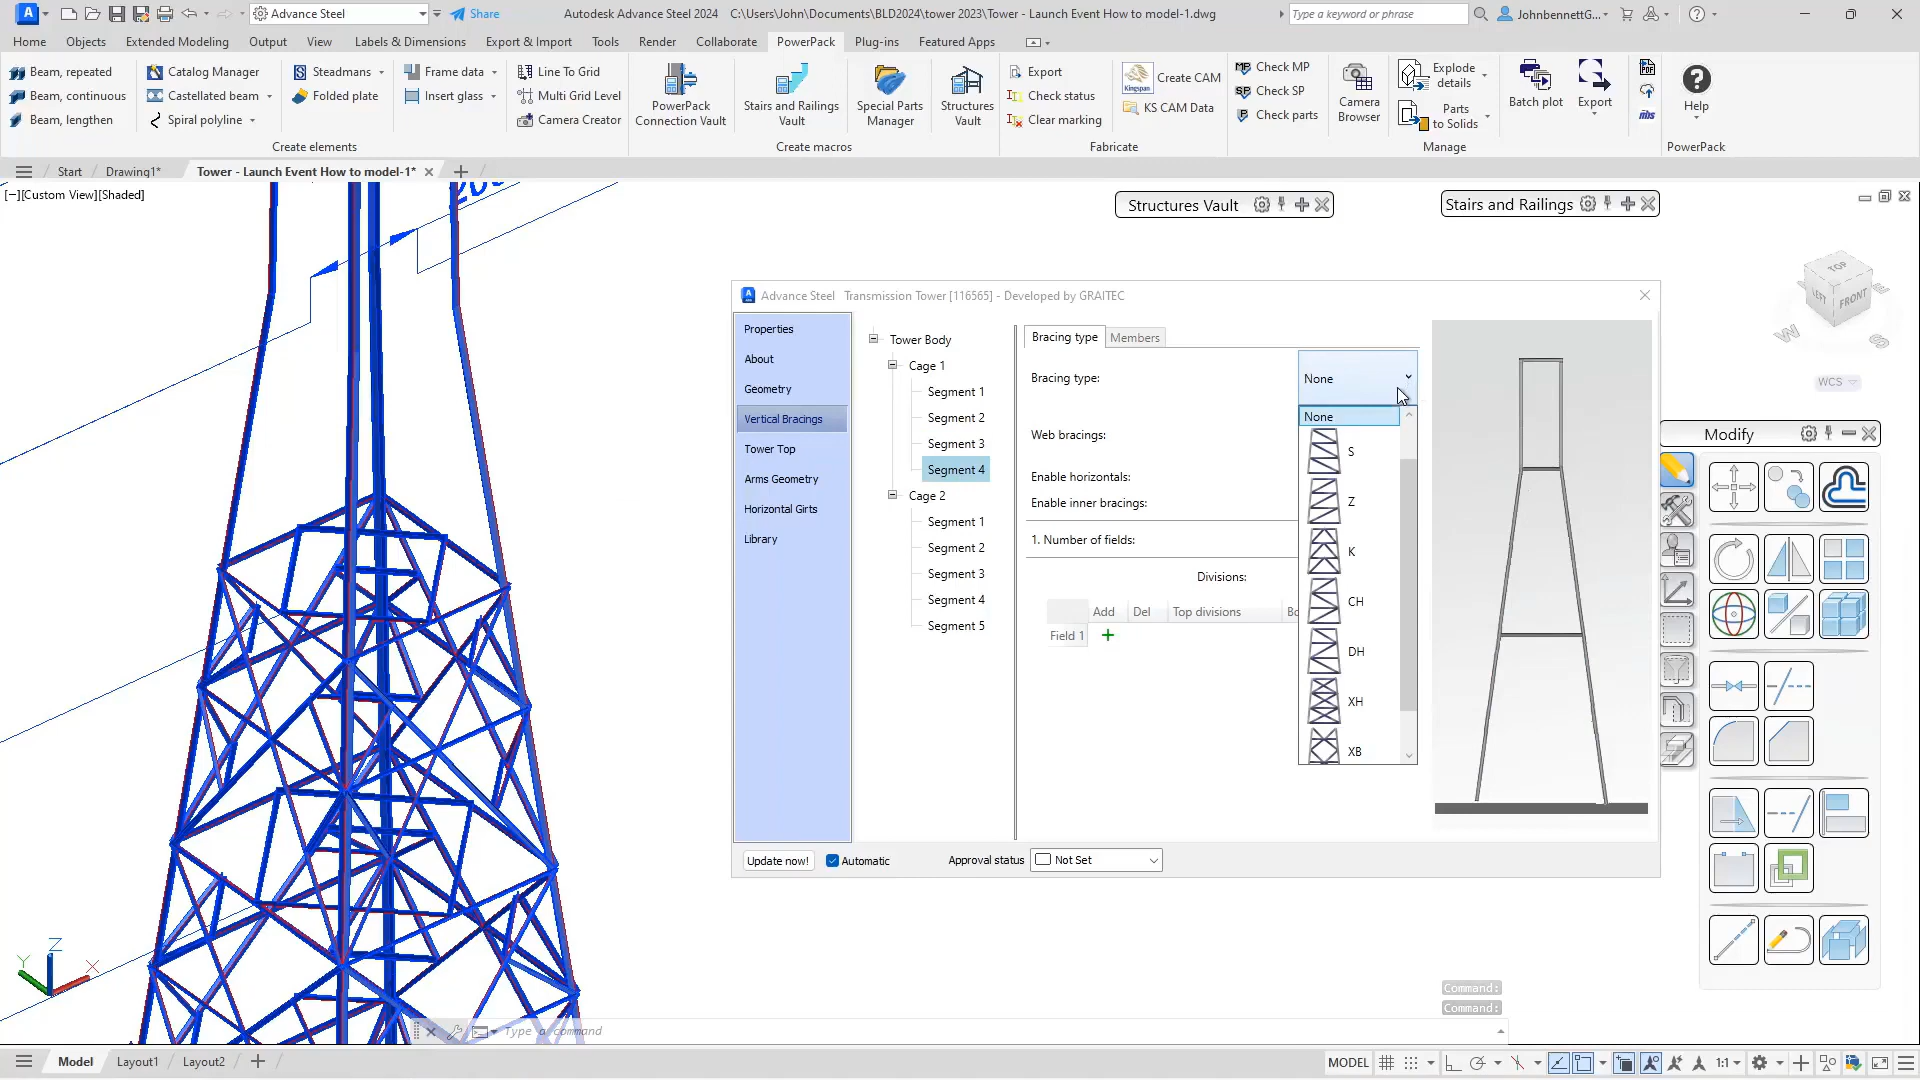 Advance Steel
Share
Autodesk Advance Steel 2024 C:\Users\John\Documents\BLD2024\tower 2023\Tower - Launch Event How to model-1.dwg
Type a keyword or phrase
JohnbennettG...
Home Objects Extended Modeling Output View Labels & Dimensions Export & Import Tools Render Collaborate PowerPack Plug-ins Featured Apps
Beam, repeated
Beam, continuous
Beam, lengthen
Catalog Manager
Castellated beam
Spiral polyline
Steadmans
Folded plate
Frame data
Insert glass
Line To Grid
Multi Grid Level
Camera Creator
Create elements
PowerPack
Connection Vault
Stairs and Railings
Vault
Special Parts
Manager
Structures
Vault
Create macros
Export
Check status
Clear marking
Kingspan
Create CAM
KS CAM Data
Fabricate
Check MP
Check SP
Check parts
Camera
Browser
Explode
details
Parts
to Solids
Batch plot
Export
Manage
Help
PowerPack
Start Drawing1* Tower - Launch Event How to model-1*
[−][Custom View][Shaded]
Structures Vault
Stairs and Railings
TOP
LEFT FRONT
W S
WCS
Advance Steel Transmission Tower [116565] - Developed by GRAITEC
Properties
About
Geometry
Vertical Bracings
Tower Top
Arms Geometry
Horizontal Girts
Library
Tower Body
Cage 1
Segment 1
Segment 2
Segment 3
Segment 4
Cage 2
Segment 1
Segment 2
Segment 3
Segment 4
Segment 5
Bracing type Members
Bracing type:
None
Web bracings:
Enable horizontals:
Enable inner bracings:
1. Number of fields:
Divisions:
Add Del Top divisions Bo
Field 1
None
S
Z
K
CH
DH
XH
XB
Update now! Automatic Approval status Not Set
Modify
Z
Y X
Command:
Command:
Type a command
Model Layout1 Layout2
MODEL
1:1